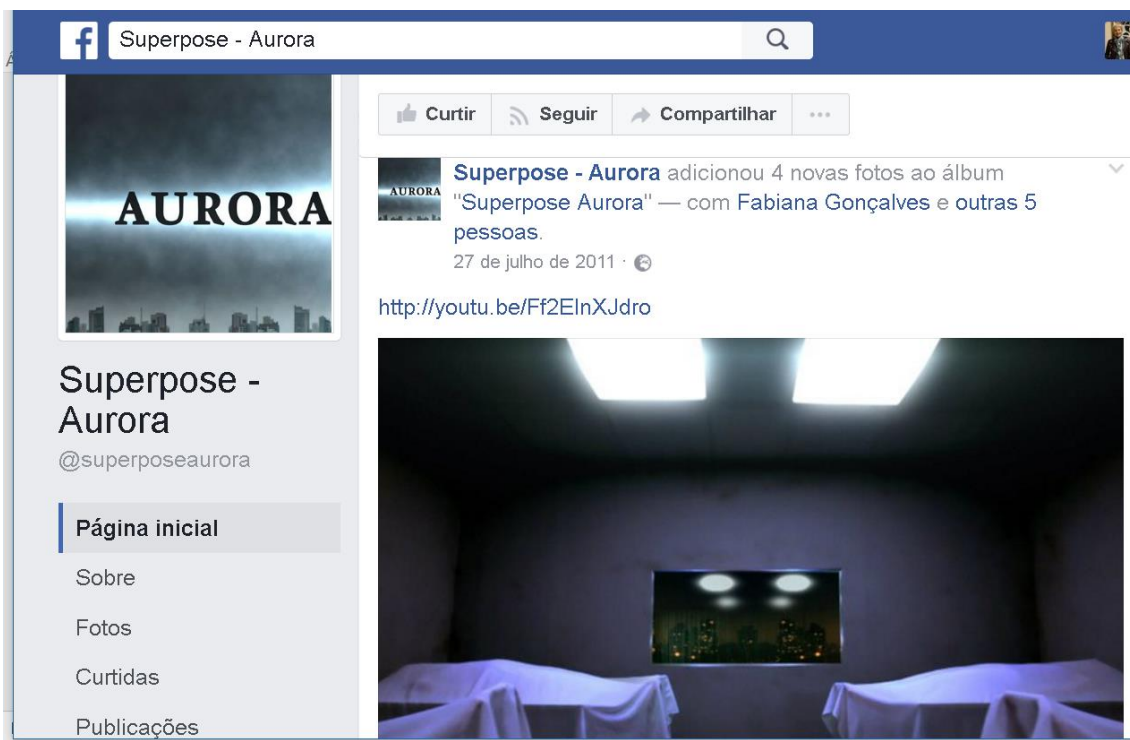 f
Superpose - Aurora
AURORA
Superpose -
Aurora
@superposeaurora
Página inicial
Sobre
Fotos
Curtidas
Publicações
Curtir
Seguir
Compartilhar
...
AURORA
Superpose - Aurora adicionou 4 novas fotos ao álbum
"Superpose Aurora" — com Fabiana Gonçalves e outras 5
pessoas.
27 de julho de 2011 ·
http://youtu.be/Ff2EInXJdro